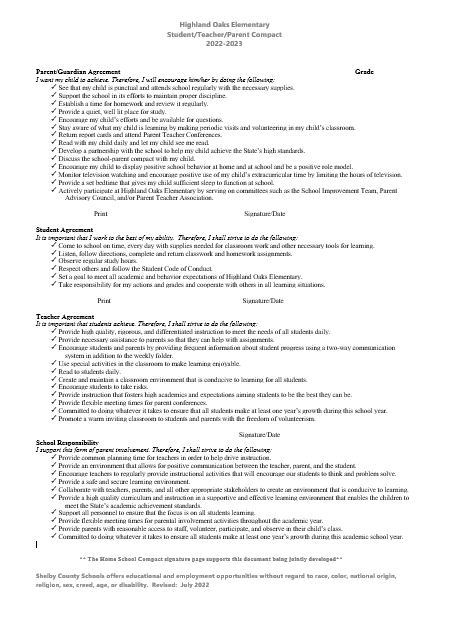 Highland Oaks Elementary
Student/Teacher/Parent Compact
2022-2023
Parent/Guardian Agreement Grade
I want my child to achieve. Therefore, I will encourage him/her by doing the following:
✓ See that my child is punctual and attends school regularly with the necessary supplies.
✓ Support the school in its efforts to maintain proper discipline.
✓ Establish a time for homework and review it regularly.
✓ Provide a quiet, well lit place for study.
✓ Encourage my child's efforts and be available for questions.
✓ Stay aware of what my child is learning by making periodic visits and volunteering in my child's classroom.
✓ Return report cards and attend Parent Teacher Conferences.
✓ Read with my child daily and let my child see me read.
✓ Develop a partnership with the school to help my child achieve the State's high standards.
✓ Discuss the school-parent compact with my child.
✓ Encourage my child to display positive school behavior at home and at school and be a positive role model.
✓ Monitor television watching and encourage positive use of my child's extracurricular time by limiting the hours of television.
✓ Provide a set bedtime that gives my child sufficient sleep to function at school.
✓ Actively participate at Highland Oaks Elementary by serving on committees such as the School Improvement Team, Parent
Advisory Council, and/or Parent Teacher Association.
Print Signature/Date
Student Agreement
It is important that I work to the best of my ability. Therefore, I shall strive to do the following:
✓ Come to school on time, every day with supplies needed for classroom work and other necessary tools for learning.
✓ Listen, follow directions, complete and return classwork and homework assignments.
✓ Observe regular study hours.
✓ Respect others and follow the Student Code of Conduct.
✓ Set a goal to meet all academic and behavior expectations of Highland Oaks Elementary.
✓ Take responsibility for my actions and grades and cooperate with others in all learning situations.
Print Signature/Date
Teacher Agreement
It is important that students achieve. Therefore, I shall strive to do the following:
✓ Provide high quality, rigorous, and differentiated instruction to meet the needs of all students daily.
✓ Provide necessary assistance to parents so that they can help with assignments.
✓ Encourage students and parents by providing frequent information about student progress using a two-way communication
system in addition to the weekly folder.
✓ Use special activities in the classroom to make learning enjoyable.
✓ Read to students daily.
✓ Create and maintain a classroom environment that is conducive to learning for all students.
✓ Encourage students to take risks.
✓ Provide instruction that fosters high academics and expectations aiming students to be the best they can be.
✓ Provide flexible meeting times for parent conferences.
✓ Committed to doing whatever it takes to ensure that all students make at least one year's growth during this school year.
✓ Promote a warm inviting classroom to students and parents with the freedom of volunteerism.
Signature/Date
School Responsibility
I support this form of parent involvement. Therefore, I shall strive to do the following:
✓ Provide common planning time for teachers in order to help drive instruction.
✓ Provide an environment that allows for positive communication between the teacher, parent, and the student.
✓ Encourage teachers to regularly provide instructional activities that will encourage our students to think and problem solve.
✓ Provide a safe and secure learning environment.
✓ Collaborate with teachers, parents, and all other appropriate stakeholders to create an environment that is conducive to learning.
✓ Provide a high quality curriculum and instruction in a supportive and effective learning environment that enables the children to
meet the State's academic achievement standards.
✓ Support all personnel to ensure that the focus is on all students learning.
✓ Provide flexible meeting times for parental involvement activities throughout the academic year.
✓ Provide parents with reasonable access to staff, volunteer, participate, and observe in their child's class.
✓ Committed to doing whatever it takes to ensure all students make at least one year's growth during this academic school year.
** The Home School Compact signature page supports this document being jointly developed**
Shelby County Schools offers educational and employment opportunities without regard to race, color, national origin,
religion, sex, creed, age, or disability. Revised: July 2022